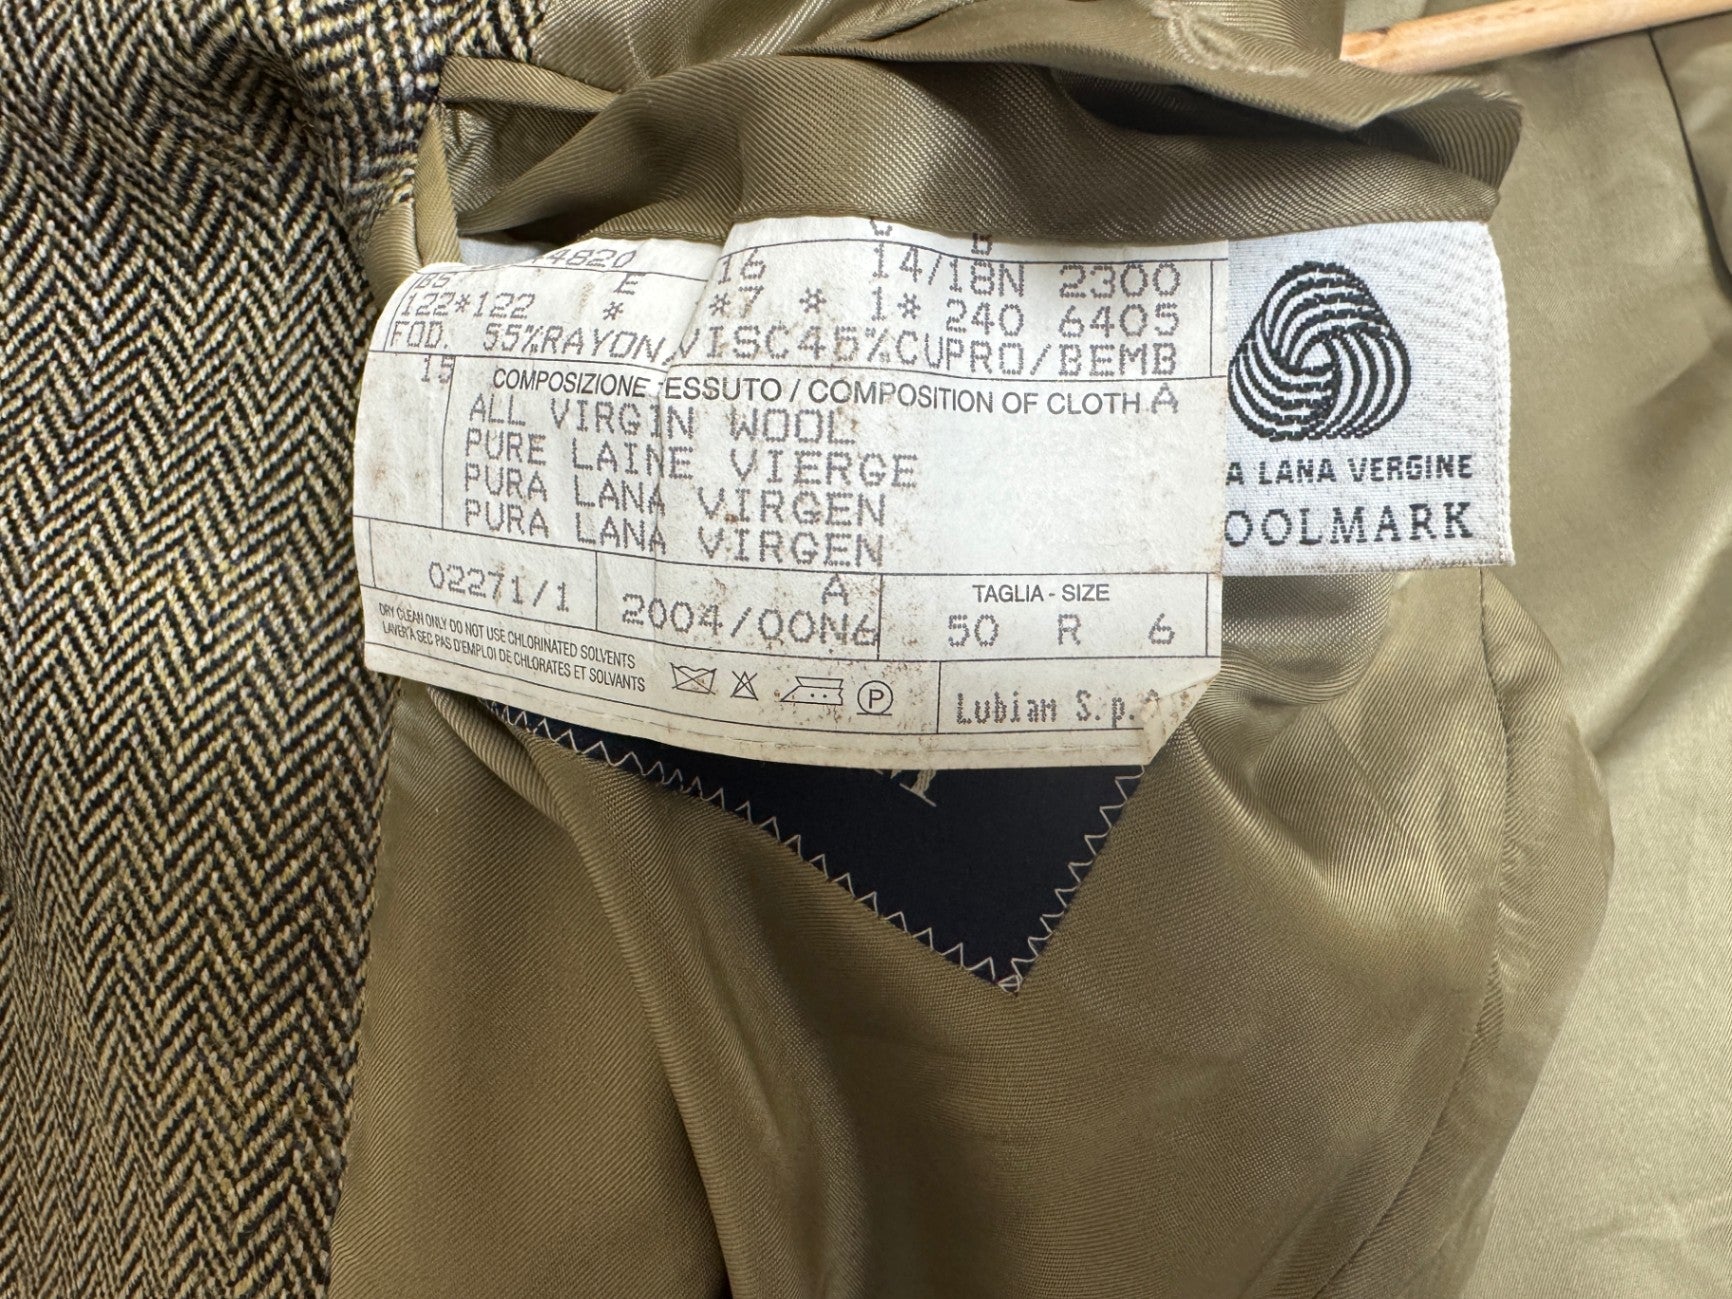 4820 16 14/18N 2300
E
122*122 * *7 * 1* 240 6405
FOD. 55%RAYON, VISC45%CUPRO/BEMB
15
COMPOSIZIONE TESSUTO / COMPOSITION OF CLOTH A
ALL VIRGIN WOOL
PURE LAINE VIERGE
PURA LANA VIRGEN
PURA LANA VIRGEN
02271/1
A
2004/00N6
TAGLIA - SIZE
50 R 6
DRY CLEAN ONLY DO NOT USE CHLORINATED SOLVENTS
LAVER A SEC PAS D'EMPLOI DE CHLORATES ET SOLVANTS
P
Lubiam S.p.
A LANA VERGINE
OOLMARK